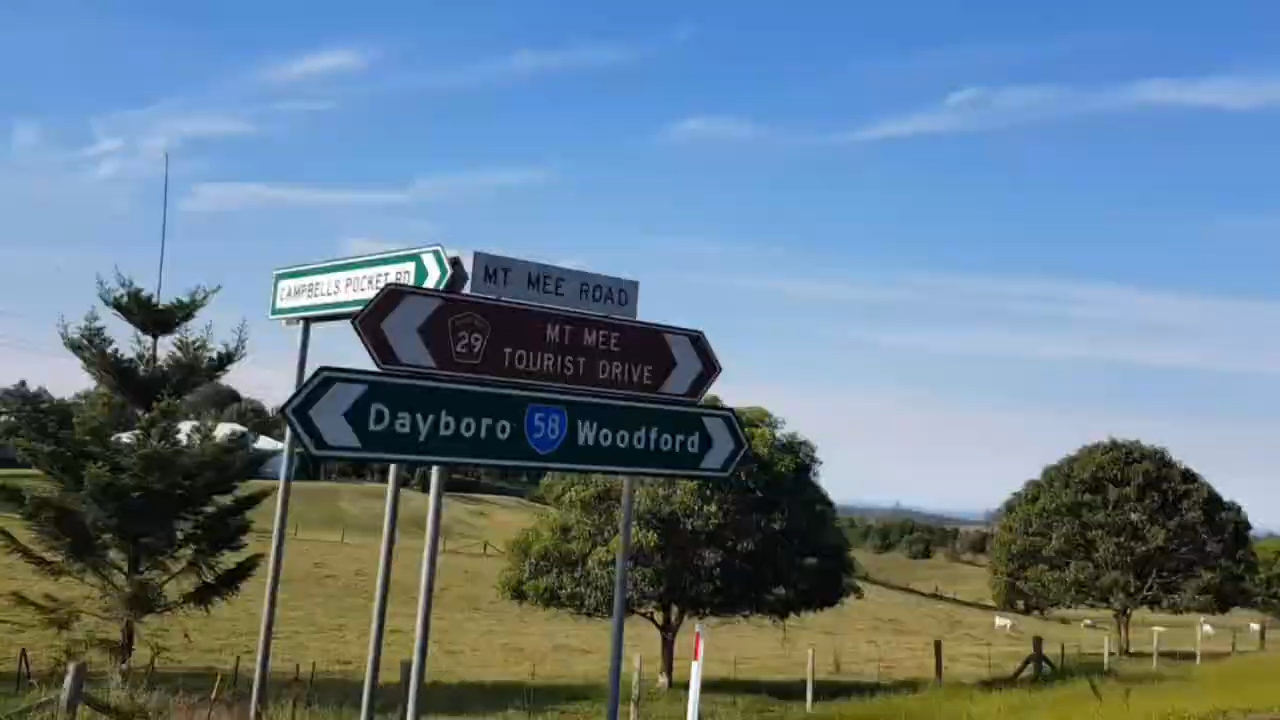 CAMPBELLS POCKET RD
MT MEE ROAD
29
MT MEE
TOURIST DRIVE
Dayboro 58 Woodford